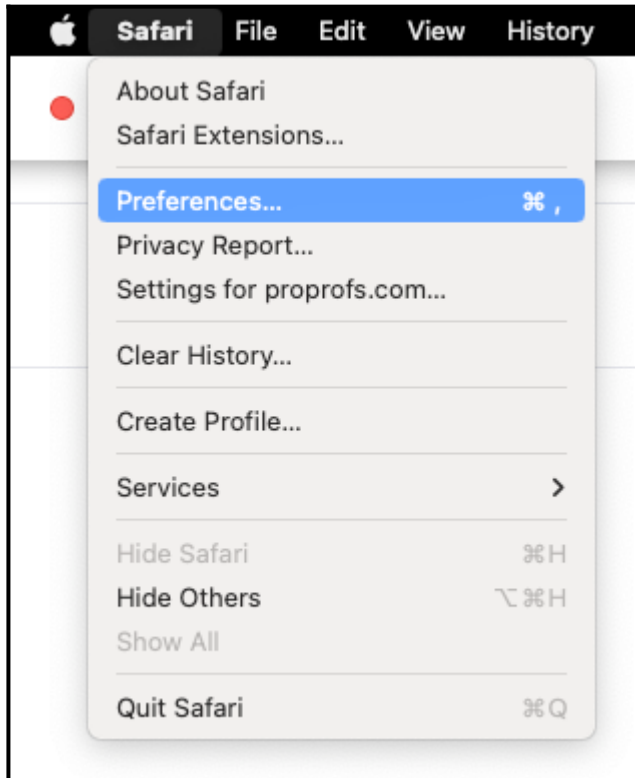 Safari File Edit View History
About Safari
Safari Extensions...
Preferences... ⌘ ,
Privacy Report...
Settings for proprofs.com...
Clear History...
Create Profile...
Services
Hide Safari ⌘H
Hide Others ⌥⌘H
Show All
Quit Safari ⌘Q